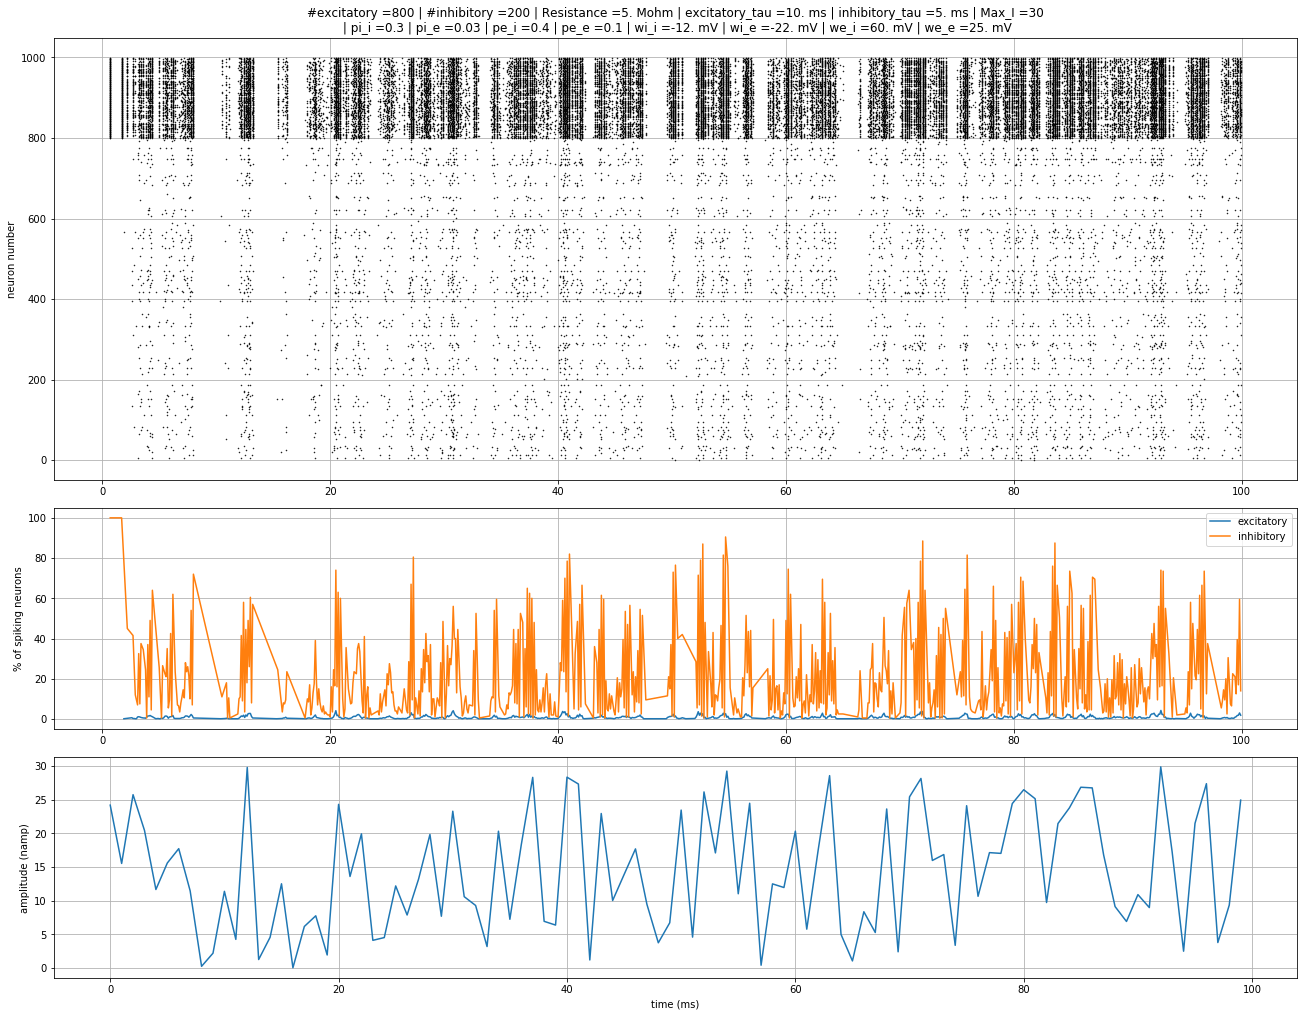 #excitatory =800 | #inhibitory =200 | Resistance =5. Mohm | excitatory_tau =10. ms | inhibitory_tau =5. ms | Max_I =30
| pi_i =0.3 | pi_e =0.03 | pe_i =0.4 | pe_e =0.1 | wi_i =-12. mV | wi_e =-22. mV | we_i =60. mV | we_e =25. mV
1000
800
600
400
200
0
neuron number
0 20 40 60 80 100
100
80
60
40
20
0
% of spiking neurons
excitatory
inhibitory
0 20 40 60 80 100
30
25
20
15
10
5
0
amplitude (namp)
0 20 40 60 80 100
time (ms)